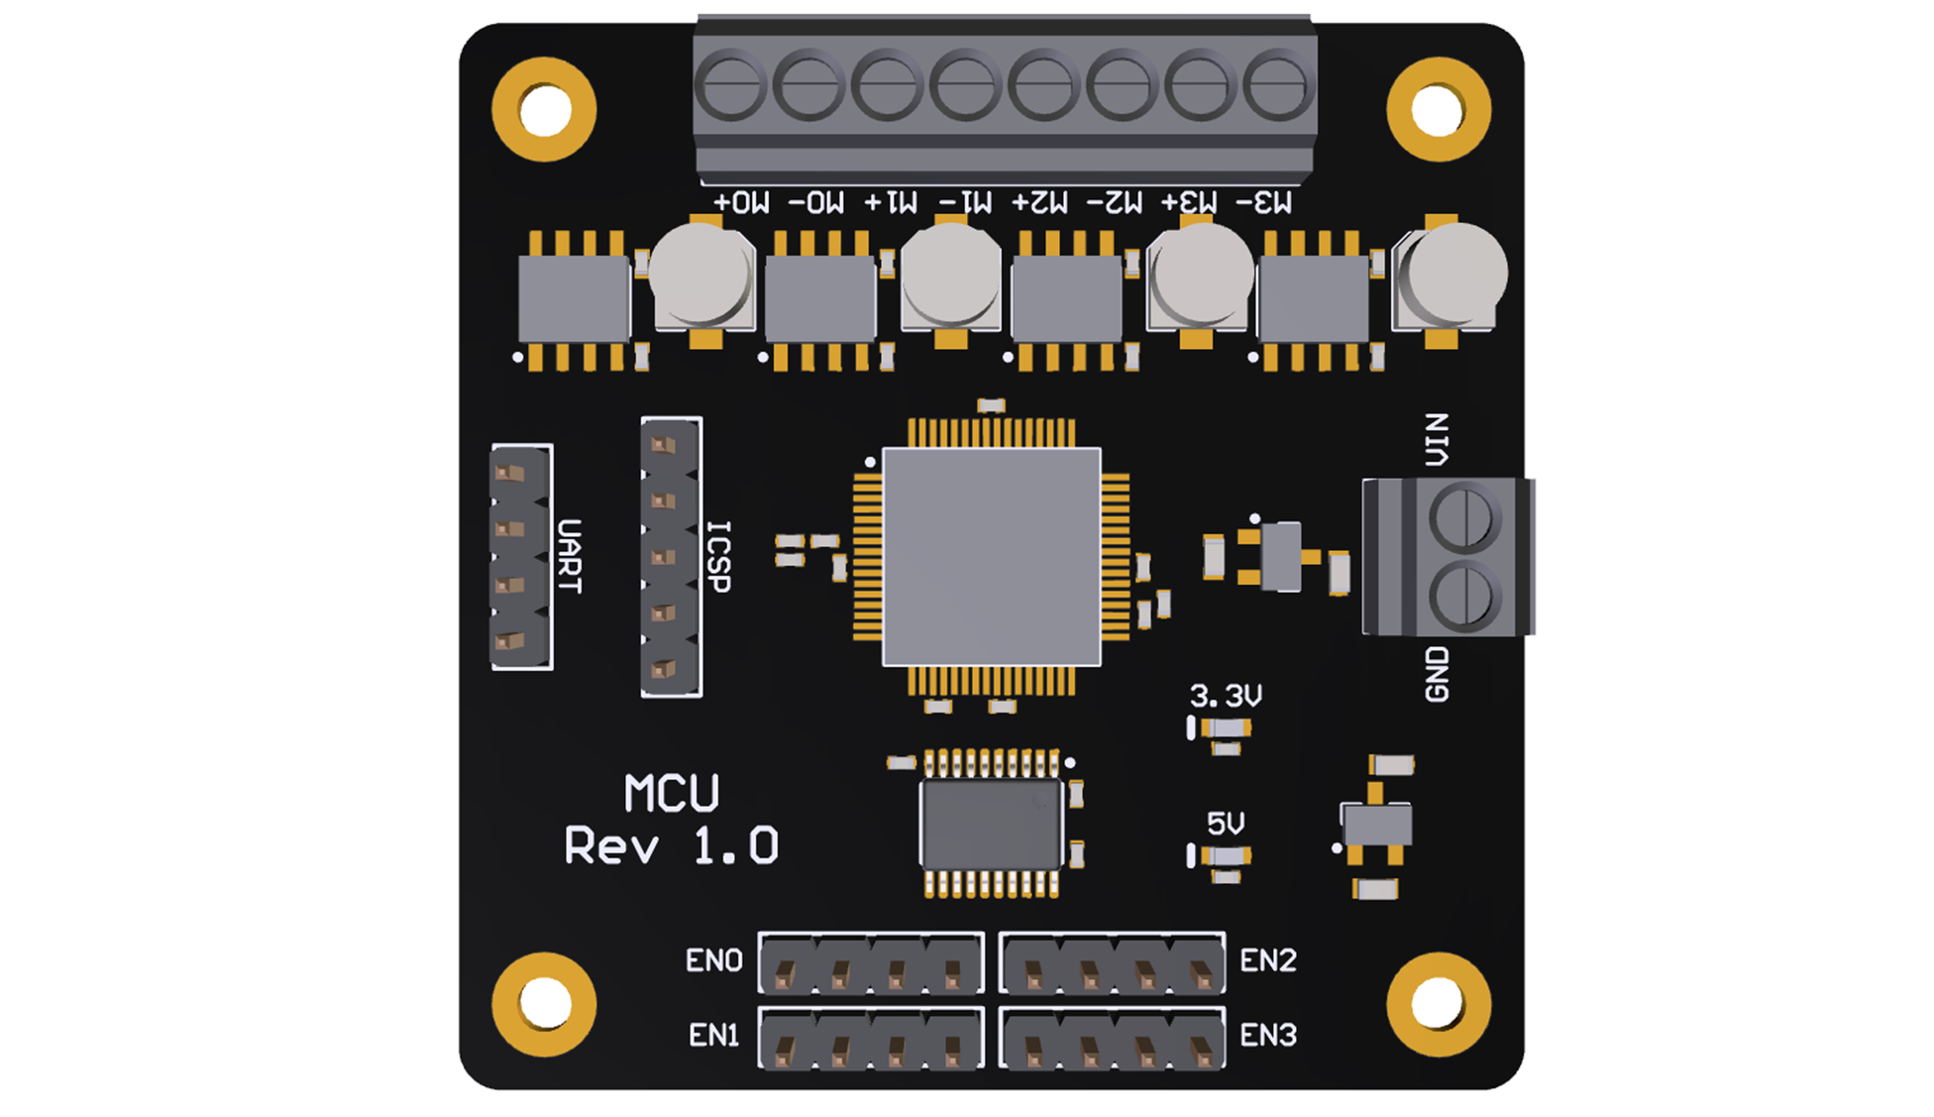 M0+ M0- M1+ M1- M2+ M2- M3+ M3-
VIN
UART
ICSP
GND
3.3V
5V
MCU
Rev 1.0
EN0
EN2
EN1
EN3